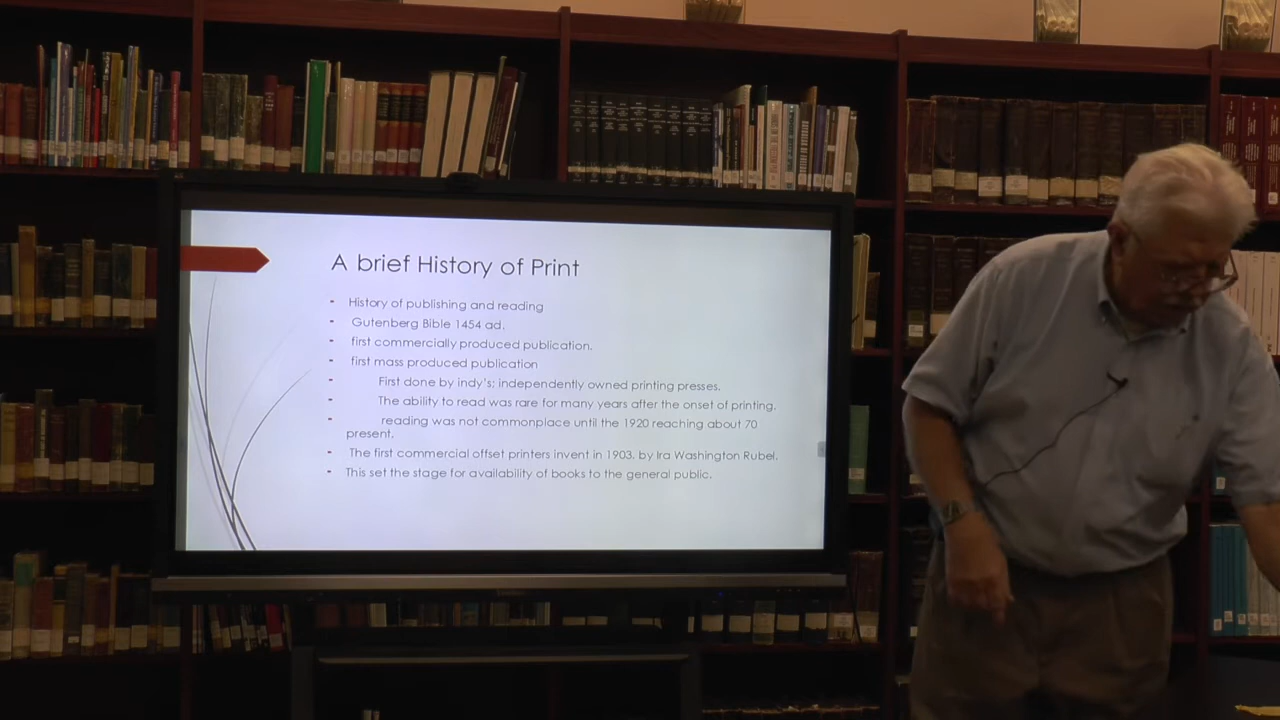 A brief History of Print
- History of publishing and reading
- Gutenberg Bible 1454 ad.
- first commercially produced publication.
- first mass produced publication
- First done by indy's; independently owned printing presses.
- The ability to read was rare for many years after the onset of printing.
- reading was not commonplace until the 1920 reaching about 70
present.
- The first commercial offset printers invent in 1903, by Ira Washington Rubel.
- This set the stage for availability of books to the general public.